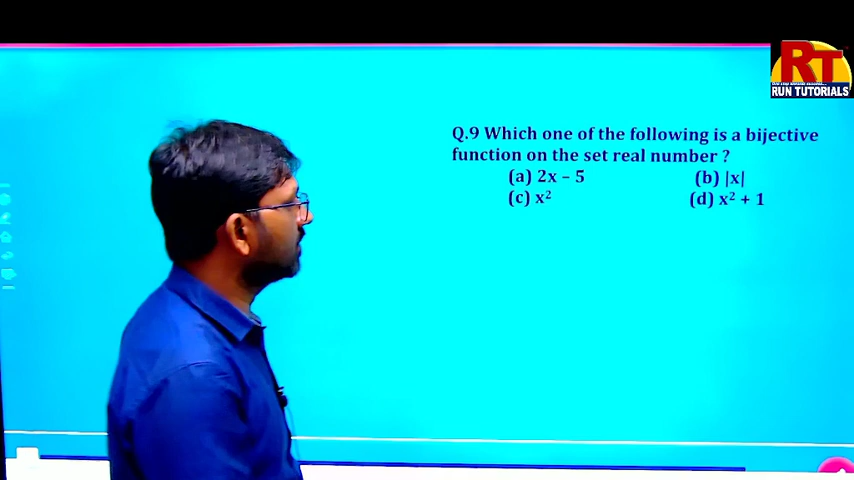 RT
RUN TUTORIALS
Q.9 Which one of the following is a bijective
function on the set real number ?
(a) 2x – 5 (b) |x|
(c) x² (d) x² + 1